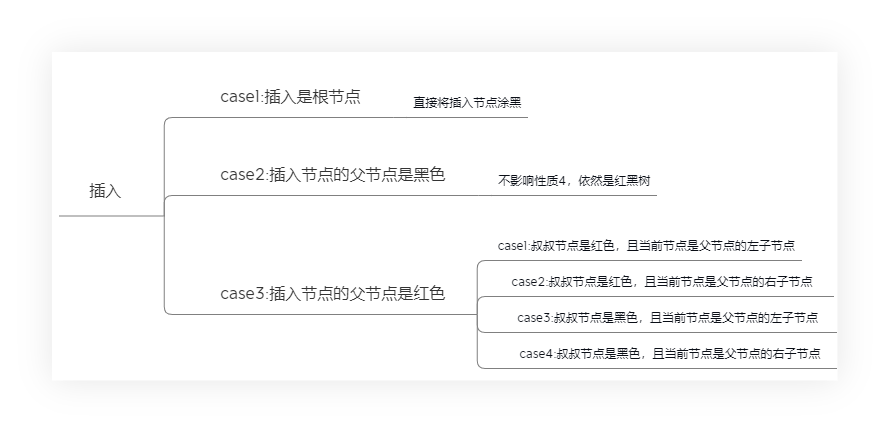 case1:插入是根节点
直接将插入节点涂黑
case2:插入节点的父节点是黑色
不影响性质4，依然是红黑树
插入
case1:叔叔节点是红色，且当前节点是父节点的左子节点
case2:叔叔节点是红色，且当前节点是父节点的右子节点
case3:插入节点的父节点是红色
case3:叔叔节点是黑色，且当前节点是父节点的左子节点
case4:叔叔节点是黑色，且当前节点是父节点的右子节点